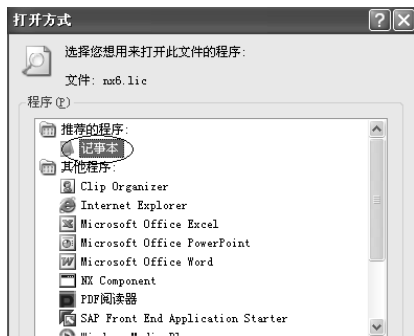 打开方式
选择您想用来打开此文件的程序:
文件: nx6.lic
程序(P)
推荐的程序:
记事本
其他程序:
Clip Organizer
Internet Explorer
Microsoft Office Excel
Microsoft Office PowerPoint
Microsoft Office Word
NX Component
PDF阅读器
SAP Front End Application Starter